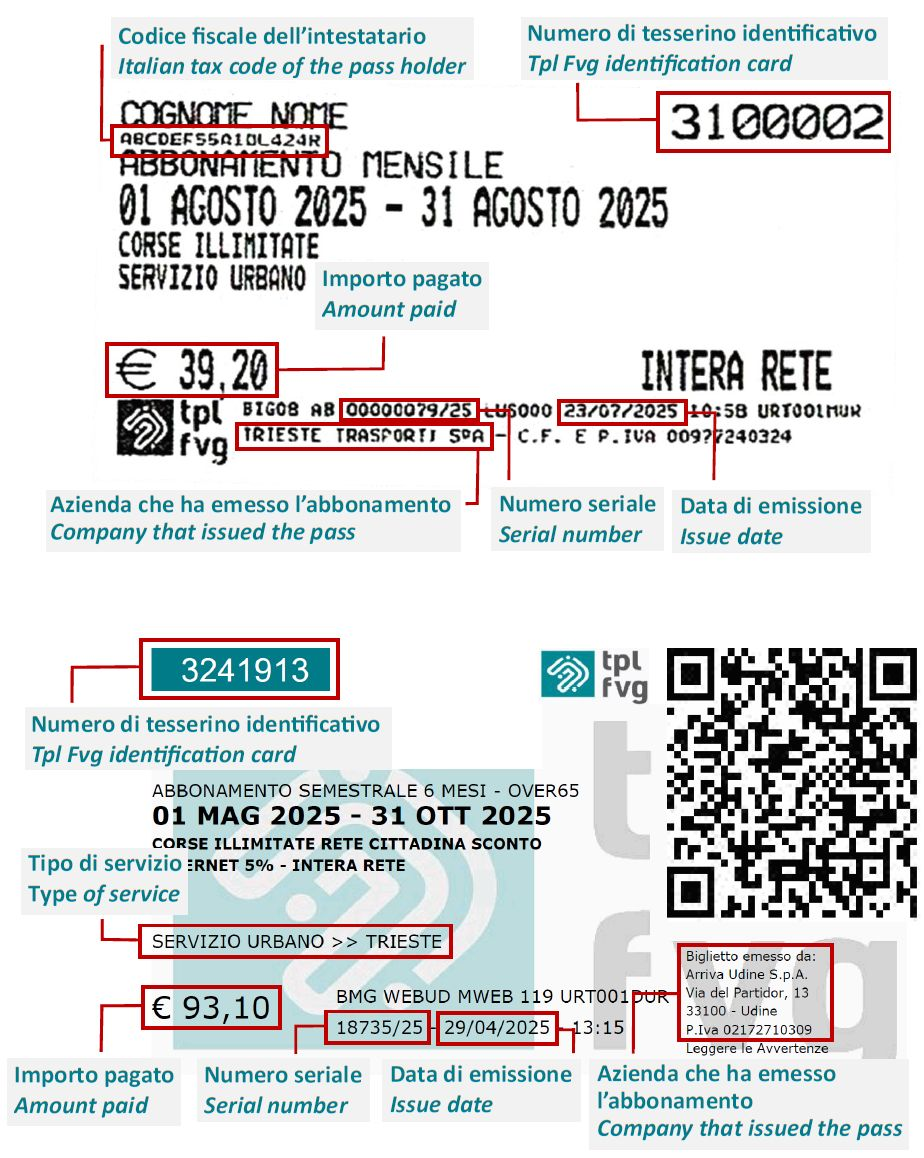 Codice fiscale dell'intestatario
Italian tax code of the pass holder
Numero di tesserino identificativo
Tpl Fvg identification card
COGNOME NOME
3100002
ABCDEF55A10L424R
ABBONAMENTO MENSILE
01 AGOSTO 2025 - 31 AGOSTO 2025
CORSE ILLIMITATE
SERVIZIO URBANO
Importo pagato
Amount paid
€ 39,20
INTERA RETE
tpl
fvg
BIGOB AB 00000079/25 LUS000 23/07/2025 10:58 URT001MUR
TRIESTE TRASPORTI SPA - C.F. E P.IVA 00977240324
Azienda che ha emesso l'abbonamento
Company that issued the pass
Numero seriale
Serial number
Data di emissione
Issue date
3241913
tpl
fvg
Numero di tesserino identificativo
Tpl Fvg identification card
t
fvg
ABBONAMENTO SEMESTRALE 6 MESI - OVER65
01 MAG 2025 - 31 OTT 2025
CORSE ILLIMITATE RETE CITTADINA SCONTO
ERNET 5% - INTERA RETE
Tipo di servizio
Type of service
SERVIZIO URBANO >> TRIESTE
€ 93,10
BMG WEBUD MWEB 119 URT001DUR
18735/25 - 29/04/2025 - 13:15
Biglietto emesso da:
Arriva Udine S.p.A.
Via del Partidor, 13
33100 - Udine
P.Iva 02172710309
Leggere le Avvertenze
Importo pagato
Amount paid
Numero seriale
Serial number
Data di emissione
Issue date
Azienda che ha emesso
l'abbonamento
Company that issued the pass